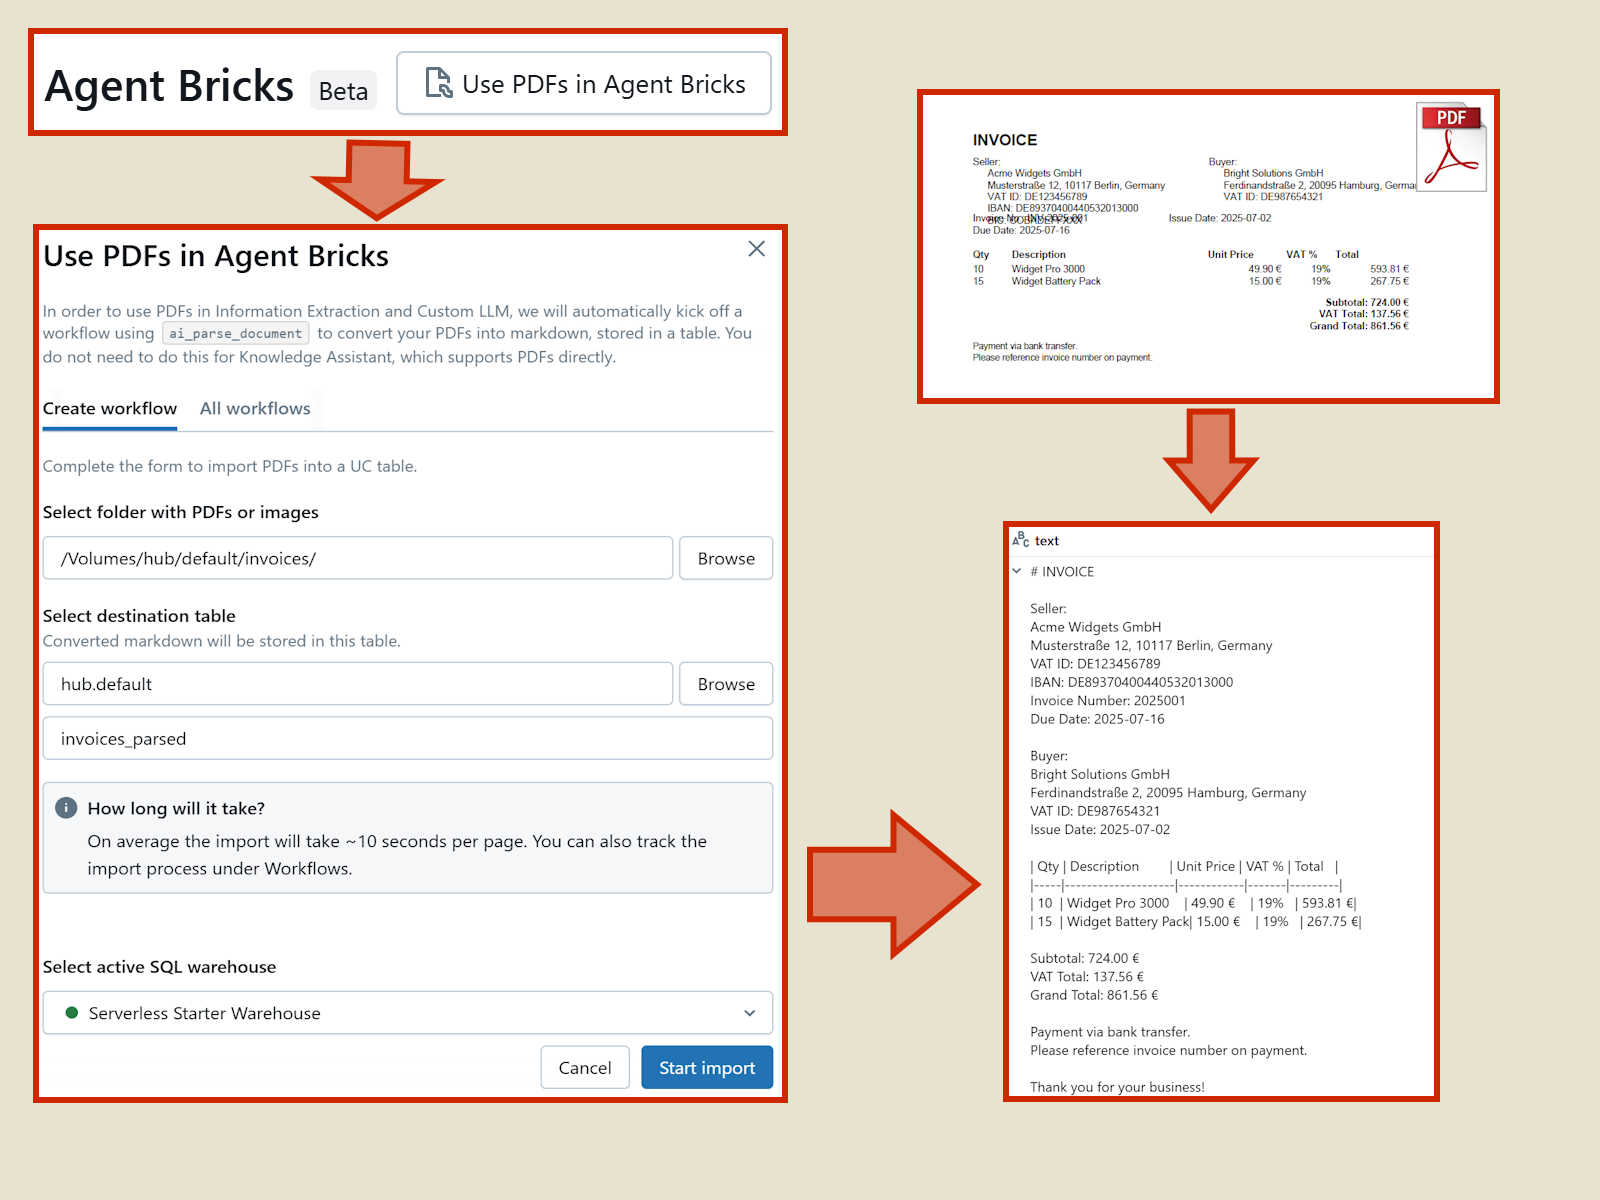 Agent Bricks Beta Use PDFs in Agent Bricks
Use PDFs in Agent Bricks
In order to use PDFs in Information Extraction and Custom LLM, we will automatically kick off a
workflow using ai_parse_document to convert your PDFs into markdown, stored in a table. You
do not need to do this for Knowledge Assistant, which supports PDFs directly.
Create workflow All workflows
Complete the form to import PDFs into a UC table.
Select folder with PDFs or images
/Volumes/hub/default/invoices/ Browse
Select destination table
Converted markdown will be stored in this table.
hub.default Browse
invoices_parsed
How long will it take?
On average the import will take ~10 seconds per page. You can also track the
import process under Workflows.
Select active SQL warehouse
Serverless Starter Warehouse
Cancel Start import
PDF
INVOICE
Seller: Buyer:
Acme Widgets GmbH Bright Solutions GmbH
Musterstraße 12, 10117 Berlin, Germany Ferdinandstraße 2, 20095 Hamburg, Germa
VAT ID: DE123456789 VAT ID: DE987654321
IBAN: DE89370400440532013000
Issue Date: 2025-07-02
Due Date: 2025-07-16
Qty Description Unit Price VAT % Total
10 Widget Pro 3000 49.90 € 19% 593.81 €
15 Widget Battery Pack 15.00 € 19% 267.75 €
Subtotal: 724.00 €
VAT Total: 137.56 €
Grand Total: 861.56 €
Payment via bank transfer.
Please reference invoice number on payment.
ABC text
# INVOICE
Seller:
Acme Widgets GmbH
Musterstraße 12, 10117 Berlin, Germany
VAT ID: DE123456789
IBAN: DE89370400440532013000
Invoice Number: 2025001
Due Date: 2025-07-16
Buyer:
Bright Solutions GmbH
Ferdinandstraße 2, 20095 Hamburg, Germany
VAT ID: DE987654321
Issue Date: 2025-07-02
| Qty | Description | Unit Price | VAT % | Total |
|-----|--------------------|------------|-------|---------|
| 10 | Widget Pro 3000 | 49.90 € | 19% | 593.81 €|
| 15 | Widget Battery Pack| 15.00 € | 19% | 267.75 €|
Subtotal: 724.00 €
VAT Total: 137.56 €
Grand Total: 861.56 €
Payment via bank transfer.
Please reference invoice number on payment.
Thank you for your business!